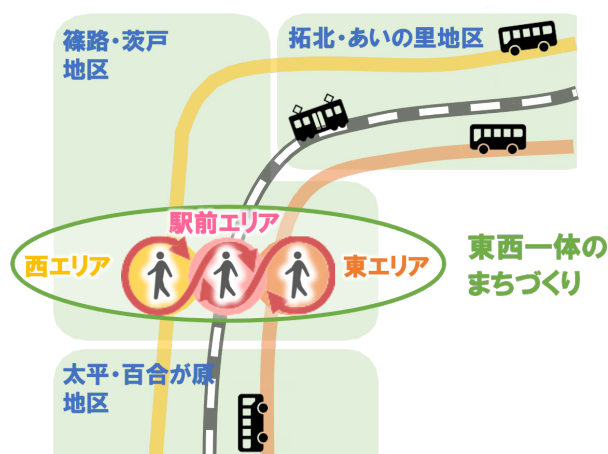 篠路・茨戸
地区
拓北・あいの里地区
駅前エリア
西エリア
東エリア
東西一体の
まちづくり
太平・百合が原
地区